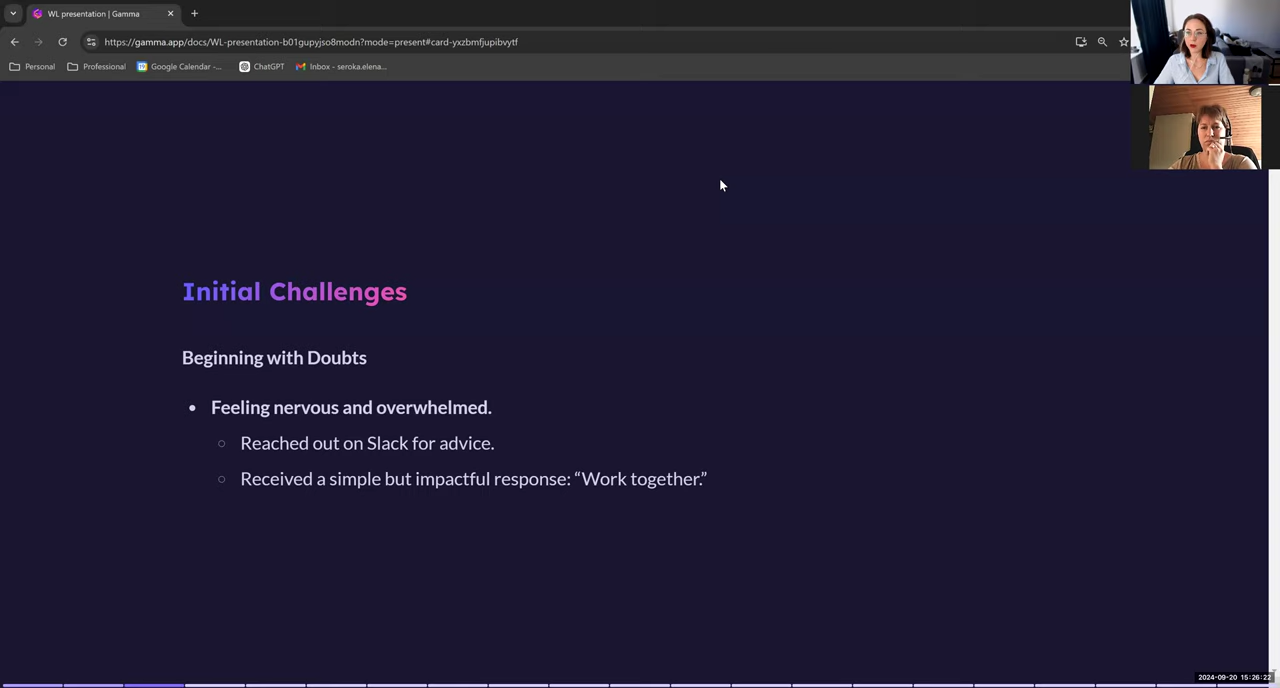 WL presentation | Gamma
https://gamma.app/docs/WL-presentation-b01gupyjso8modn?mode=present#card-yxzbmfjupibvytf
Personal
Professional
Google Calendar -...
ChatGPT
Inbox - seroka.elena...
Initial Challenges
Beginning with Doubts
• Feeling nervous and overwhelmed.
○ Reached out on Slack for advice.
○ Received a simple but impactful response: “Work together.”
2024-09-20 15:26:22